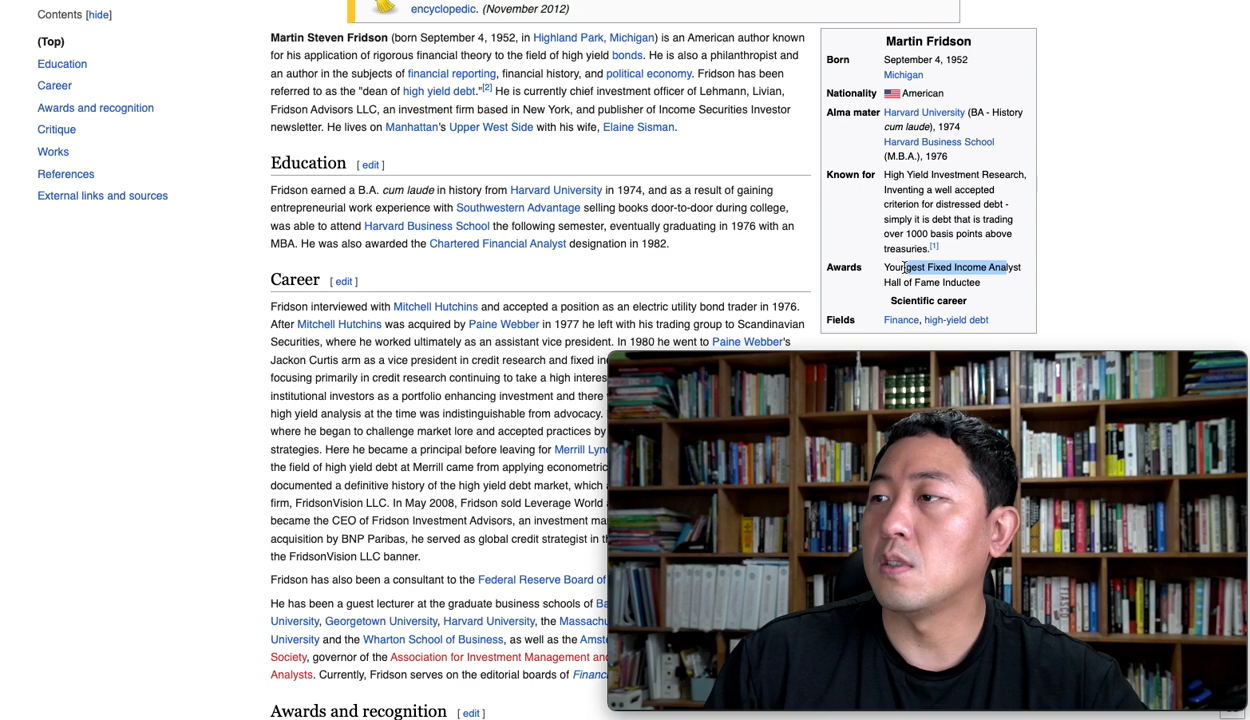 Contents [hide]
(Top)
Education
Career
Awards and recognition
Critique
Works
References
External links and sources
encyclopedic. (November 2012)
Martin Steven Fridson (born September 4, 1952, in Highland Park, Michigan) is an American author known
for his application of rigorous financial theory to the field of high yield bonds. He is also a philanthropist and
an author in the subjects of financial reporting, financial history, and political economy. Fridson has been
referred to as the "dean of high yield debt."[2] He is currently chief investment officer of Lehmann, Livian,
Fridson Advisors LLC, an investment firm based in New York, and publisher of Income Securities Investor
newsletter. He lives on Manhattan's Upper West Side with his wife, Elaine Sisman.
Education [ edit ]
Fridson earned a B.A. cum laude in history from Harvard University in 1974, and as a result of gaining
entrepreneurial work experience with Southwestern Advantage selling books door-to-door during college,
was able to attend Harvard Business School the following semester, eventually graduating in 1976 with an
MBA. He was also awarded the Chartered Financial Analyst designation in 1982.
Career [ edit ]
Fridson interviewed with Mitchell Hutchins and accepted a position as an electric utility bond trader in 1976.
After Mitchell Hutchins was acquired by Paine Webber in 1977 he left with his trading group to Scandinavian
Securities, where he worked ultimately as an assistant vice president. In 1980 he went to Paine Webber's
Jackon Curtis arm as a vice president in credit research and fixed in
focusing primarily in credit research continuing to take a high interes
institutional investors as a portfolio enhancing investment and there
high yield analysis at the time was indistinguishable from advocacy.
where he began to challenge market lore and accepted practices by
strategies. Here he became a principal before leaving for Merrill Lyn
the field of high yield debt at Merrill came from applying econometric
documented a definitive history of the high yield debt market, which
firm, FridsonVision LLC. In May 2008, Fridson sold Leverage World
became the CEO of Fridson Investment Advisors, an investment ma
acquisition by BNP Paribas, he served as global credit strategist in th
the FridsonVision LLC banner.
Fridson has also been a consultant to the Federal Reserve Board of
He has been a guest lecturer at the graduate business schools of Ba
University, Georgetown University, Harvard University, the Massachu
University and the Wharton School of Business, as well as the Amst
Society, governor of the Association for Investment Management and
Analysts. Currently, Fridson serves on the editorial boards of Financ
Awards and recognition [ edit ]
Martin Fridson
Born September 4, 1952
Michigan
Nationality American
Alma mater Harvard University (BA - History
cum laude), 1974
Harvard Business School
(M.B.A.), 1976
Known for High Yield Investment Research,
Inventing a well accepted
criterion for distressed debt -
simply it is debt that is trading
over 1000 basis points above
treasuries.[1]
Awards Youngest Fixed Income Analyst
Hall of Fame Inductee
Scientific career
Fields Finance, high-yield debt